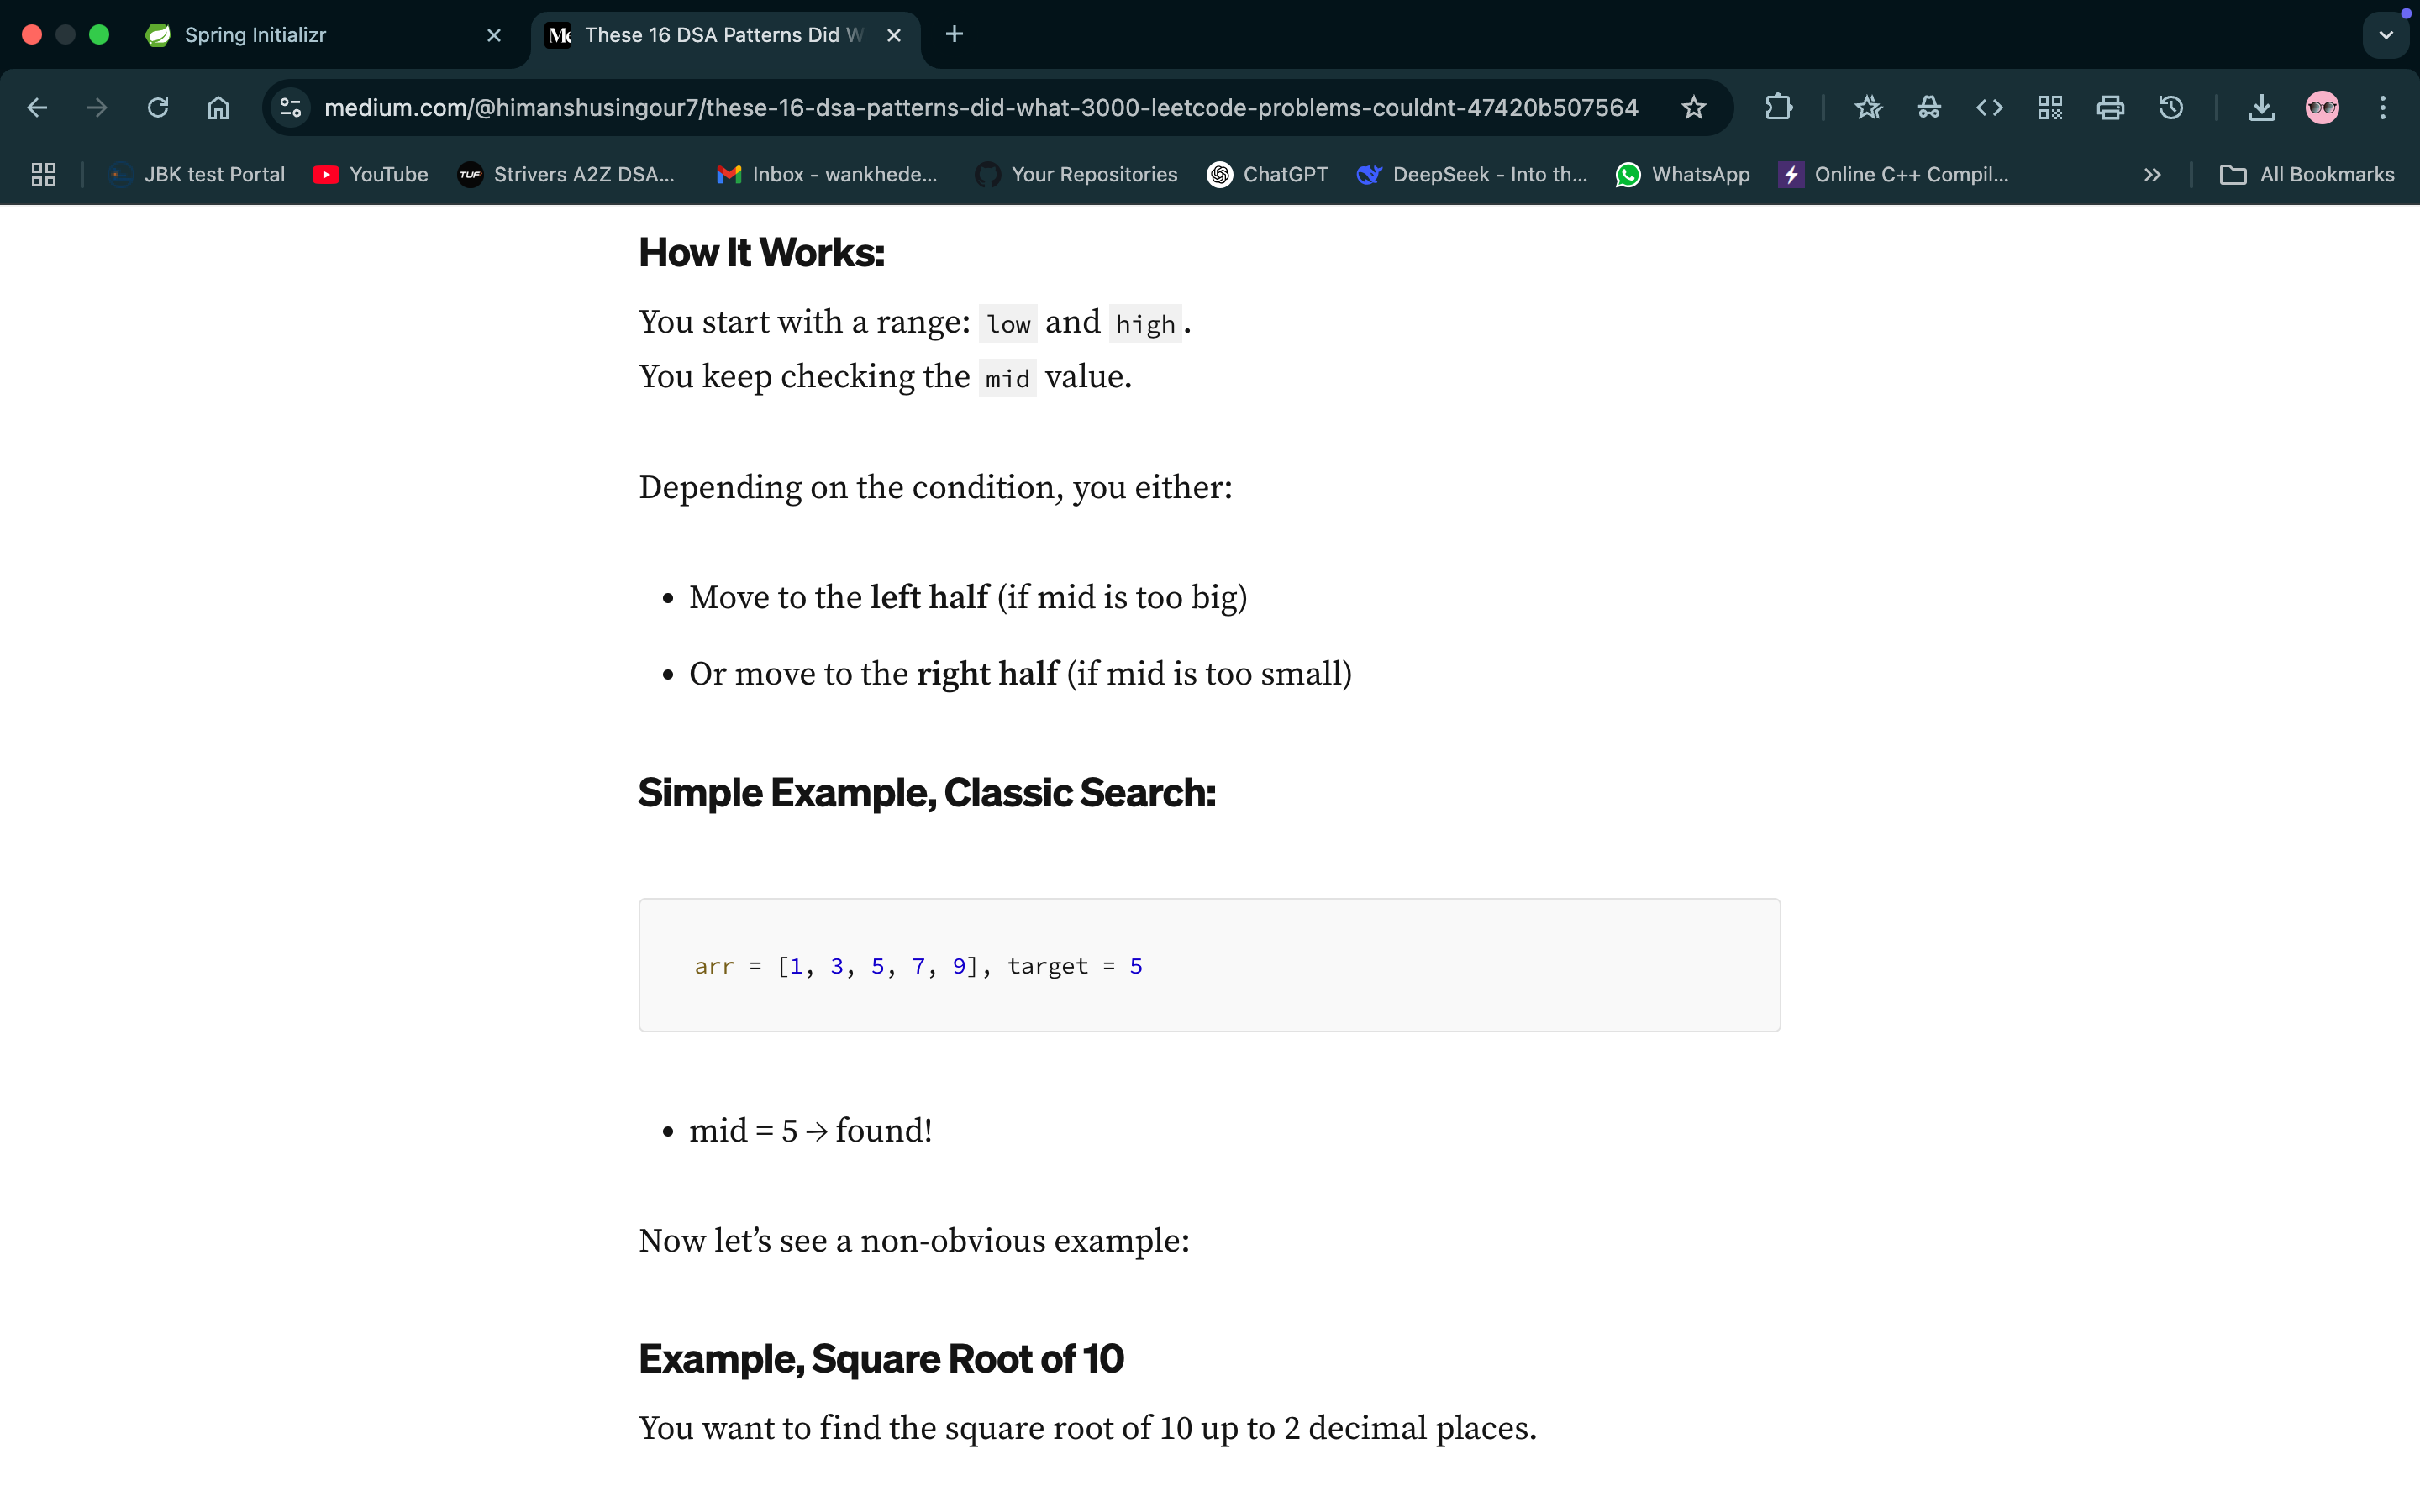 Spring Initializr
These 16 DSA Patterns Did W
medium.com/@himanshusingour7/these-16-dsa-patterns-did-what-3000-leetcode-problems-couldnt-47420b507564
JBK test Portal YouTube Strivers A2Z DSA... Inbox - wankhede... Your Repositories ChatGPT DeepSeek - Into th... WhatsApp Online C++ Compil... All Bookmarks
How It Works:
You start with a range: low and high.
You keep checking the mid value.
Depending on the condition, you either:
• Move to the left half (if mid is too big)
• Or move to the right half (if mid is too small)
Simple Example, Classic Search:
arr = [1, 3, 5, 7, 9], target = 5
• mid = 5 → found!
Now let’s see a non-obvious example:
Example, Square Root of 10
You want to find the square root of 10 up to 2 decimal places.